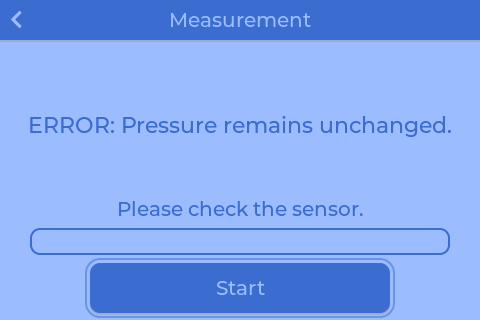 Measurement
ERROR: Pressure remains unchanged.
Please check the sensor.
Start